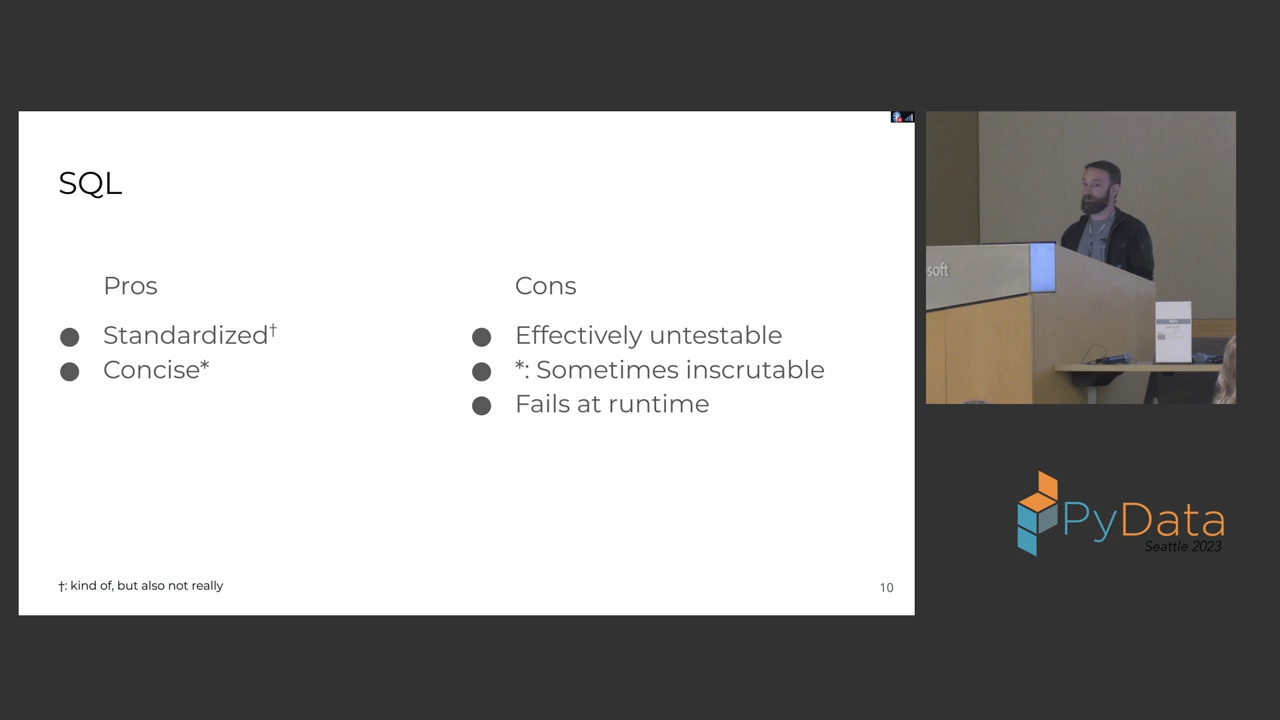 SQL
Pros
● Standardized†
● Concise*
Cons
● Effectively untestable
● *: Sometimes inscrutable
● Fails at runtime
†: kind of, but also not really
10
soft
PyData
Seattle 2023